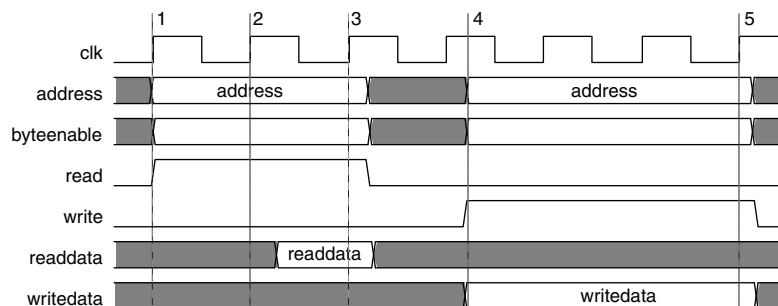 1 2 3 4 5
clk
address address address
byteenable
read
write
readdata readdata
writedata writedata